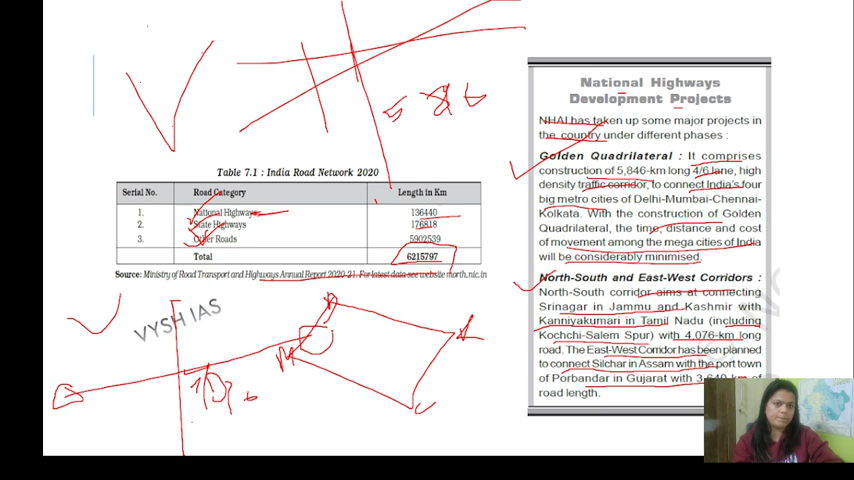 Table 7.1 : India Road Network 2020
Serial No. Road Category Length in Km
1. National Highways 136440
2. State Highways 176818
3. Other Roads 5902539
Total 6215797
Source: Ministry of Road Transport and Highways Annual Report 2020-21. For latest data see website morth.nic.in
VYSH IAS
National Highways
Development Projects
NHAI has taken up some major projects in
the country under different phases :
Golden Quadrilateral : It comprises
construction of 5,846-km long 4/6 lane, high
density traffic corridor, to connect India's four
big metro cities of Delhi-Mumbai-Chennai-
Kolkata. With the construction of Golden
Quadrilateral, the time, distance and cost
of movement among the mega cities of India
will be considerably minimised.
North-South and East-West Corridors :
North-South corridor aims at connecting
Srinagar in Jammu and Kashmir with
Kanniyakumari in Tamil Nadu (including
Kochchi-Salem Spur) with 4,076-km long
road. The East-West Corridor has been planned
to connect Silchar in Assam with the port town
of Porbandar in Gujarat with 3,640-km of
road length.